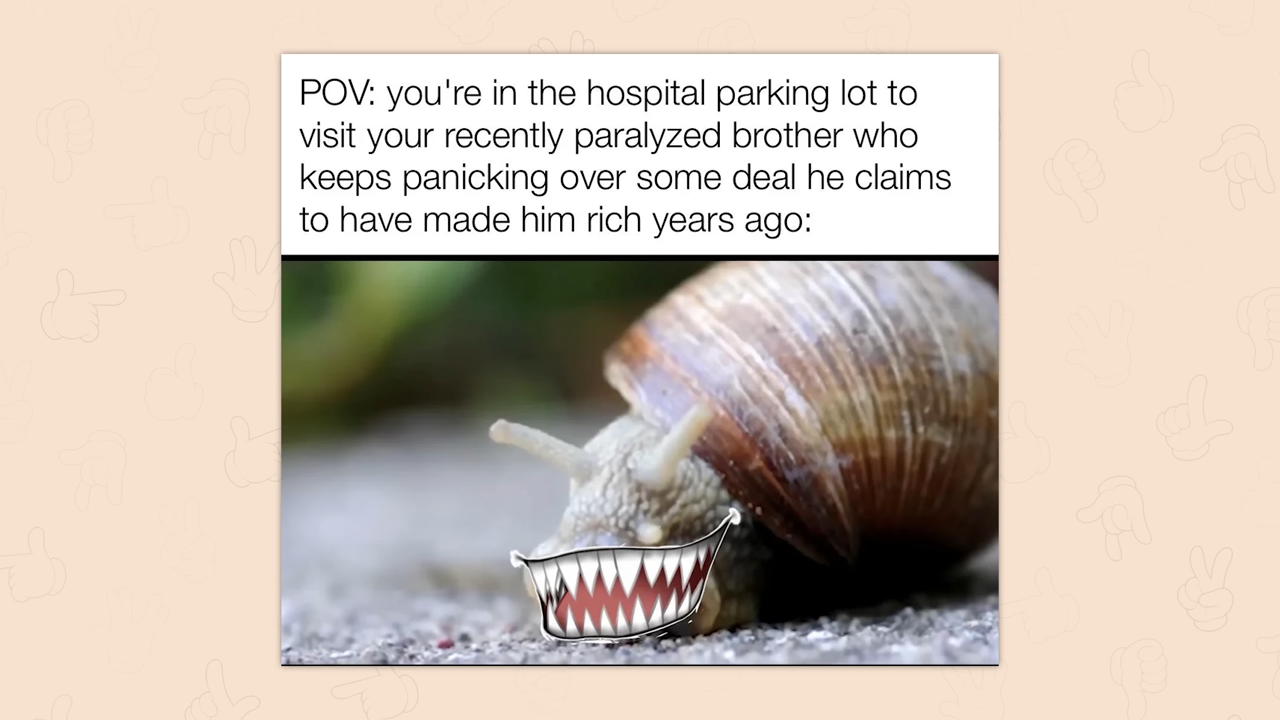 POV: you're in the hospital parking lot to
visit your recently paralyzed brother who
keeps panicking over some deal he claims
to have made him rich years ago: